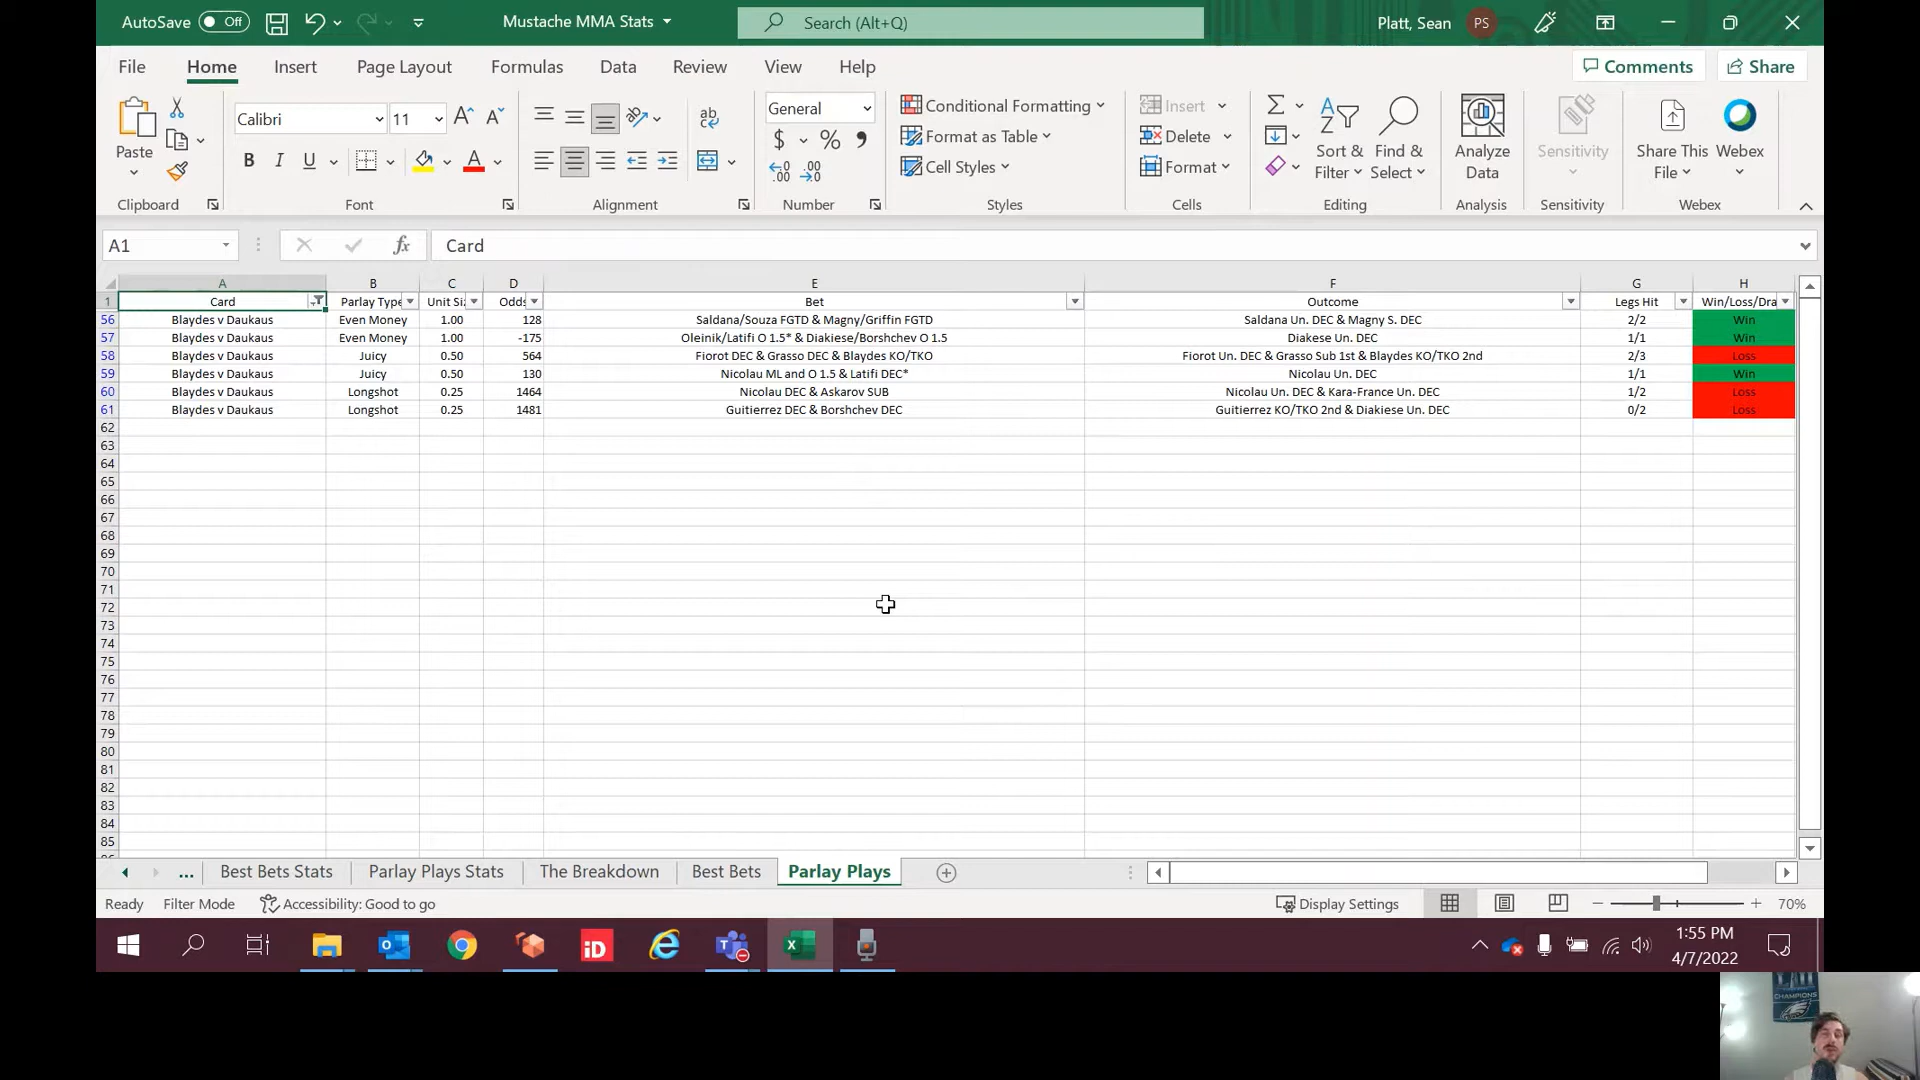 AutoSave Off Mustache MMA Stats Search (Alt+Q) Platt, Sean PS
File Home Insert Page Layout Formulas Data Review View Help Comments Share
Paste Calibri 11 General Conditional Formatting Insert
B I U $ % Format as Table Delete
Cell Styles Format
Sort & Filter Find & Select Analyze Data Sensitivity Share This File Webex
Clipboard Font Alignment Number Styles Cells Editing Analysis Sensitivity Webex
A1 fx Card
A B C D E F G H
1 Card Parlay Type Unit Si Odds Bet Outcome Legs Hit Win/Loss/Dra
56 Blaydes v Daukaus Even Money 1.00 128 Saldana/Souza FGTD & Magny/Griffin FGTD Saldana Un. DEC & Magny S. DEC 2/2 Win
57 Blaydes v Daukaus Even Money 1.00 -175 Oleinik/Latifi O 1.5* & Diakiese/Borshchev O 1.5 Diakese Un. DEC 1/1 Win
58 Blaydes v Daukaus Juicy 0.50 564 Fiorot DEC & Grasso DEC & Blaydes KO/TKO Fiorot Un. DEC & Grasso Sub 1st & Blaydes KO/TKO 2nd 2/3 Loss
59 Blaydes v Daukaus Juicy 0.50 130 Nicolau ML and O 1.5 & Latifi DEC* Nicolau Un. DEC 1/1 Win
60 Blaydes v Daukaus Longshot 0.25 1464 Nicolau DEC & Askarov SUB Nicolau Un. DEC & Kara-France Un. DEC 1/2 Loss
61 Blaydes v Daukaus Longshot 0.25 1481 Guitierrez DEC & Borshchev DEC Guitierrez KO/TKO 2nd & Diakiese Un. DEC 0/2 Loss
62
63
64
65
66
67
68
69
70
71
72
73
74
75
76
77
78
79
80
81
82
83
84
85
... Best Bets Stats Parlay Plays Stats The Breakdown Best Bets Parlay Plays
Ready Filter Mode Accessibility: Good to go Display Settings 70%
iD 1:55 PM
4/7/2022
LII
CHAMPIONS